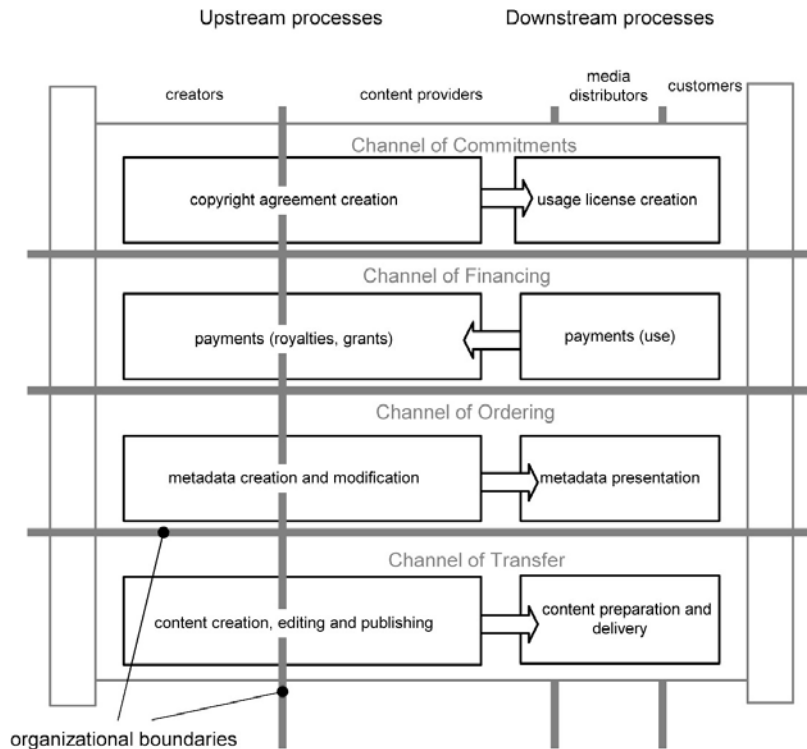 Upstream processes
Downstream processes
creators
content providers
media
distributors
customers
Channel of Commitments
copyright agreement creation
usage license creation
Channel of Financing
payments (royalties, grants)
payments (use)
Channel of Ordering
metadata creation and modification
metadata presentation
Channel of Transfer
content creation, editing and publishing
content preparation and
delivery
organizational boundaries